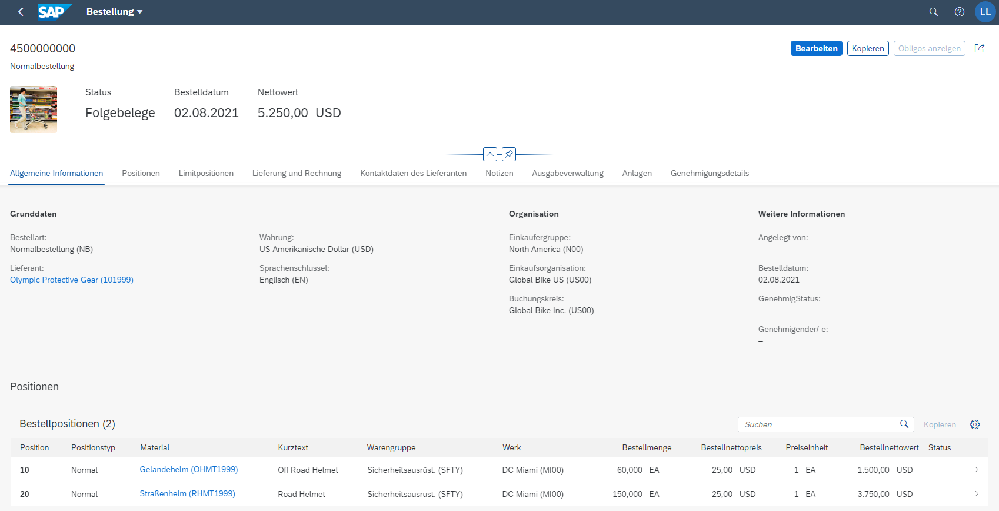 SAP Bestellung LL
4500000000 Bearbeiten Kopieren Obligos anzeigen
Normalbestellung
Status Bestelldatum Nettowert
Folgebelege 02.08.2021 5.250,00 USD
Allgemeine Informationen Positionen Limitpositionen Lieferung und Rechnung Kontaktdaten des Lieferanten Notizen Ausgabeverwaltung Anlagen Genehmigungsdetails
Grunddaten Organisation Weitere Informationen
Bestellart: Währung: Einkäufergruppe: Angelegt von:
Normalbestellung (NB) US Amerikanische Dollar (USD) North America (N00) –
Lieferant: Sprachenschlüssel: Einkaufsorganisation: Bestelldatum:
Olympic Protective Gear (101999) Englisch (EN) Global Bike US (US00) 02.08.2021
Buchungskreis: GenehmigStatus:
Global Bike Inc. (US00) –
Genehmigender/-e:
–
Positionen
Bestellpositionen (2) Suchen Kopieren
Position Positionstyp Material Kurztext Warengruppe Werk Bestellmenge Bestellnettopreis Preiseinheit Bestellnettowert Status
10 Normal Geländehelm (OHMT1999) Off Road Helmet Sicherheitsausrüst. (SFTY) DC Miami (MI00) 60,000 EA 25,00 USD 1 EA 1.500,00 USD
20 Normal Straßenhelm (RHMT1999) Road Helmet Sicherheitsausrüst. (SFTY) DC Miami (MI00) 150,000 EA 25,00 USD 1 EA 3.750,00 USD